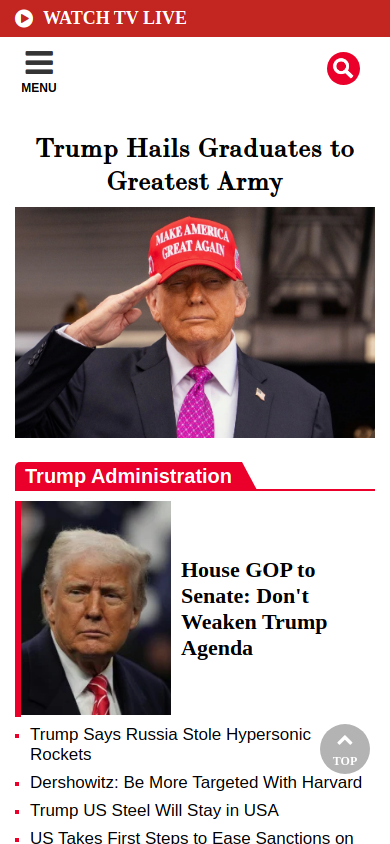 WATCH TV LIVE
MENU
Trump Hails Graduates to
Greatest Army
MAKE AMERICA
GREAT AGAIN
Trump Administration
House GOP to
Senate: Don't
Weaken Trump
Agenda
Trump Says Russia Stole Hypersonic
Rockets
TOP
Dershowitz: Be More Targeted With Harvard
Trump US Steel Will Stay in USA
US Takes First Steps to Ease Sanctions on